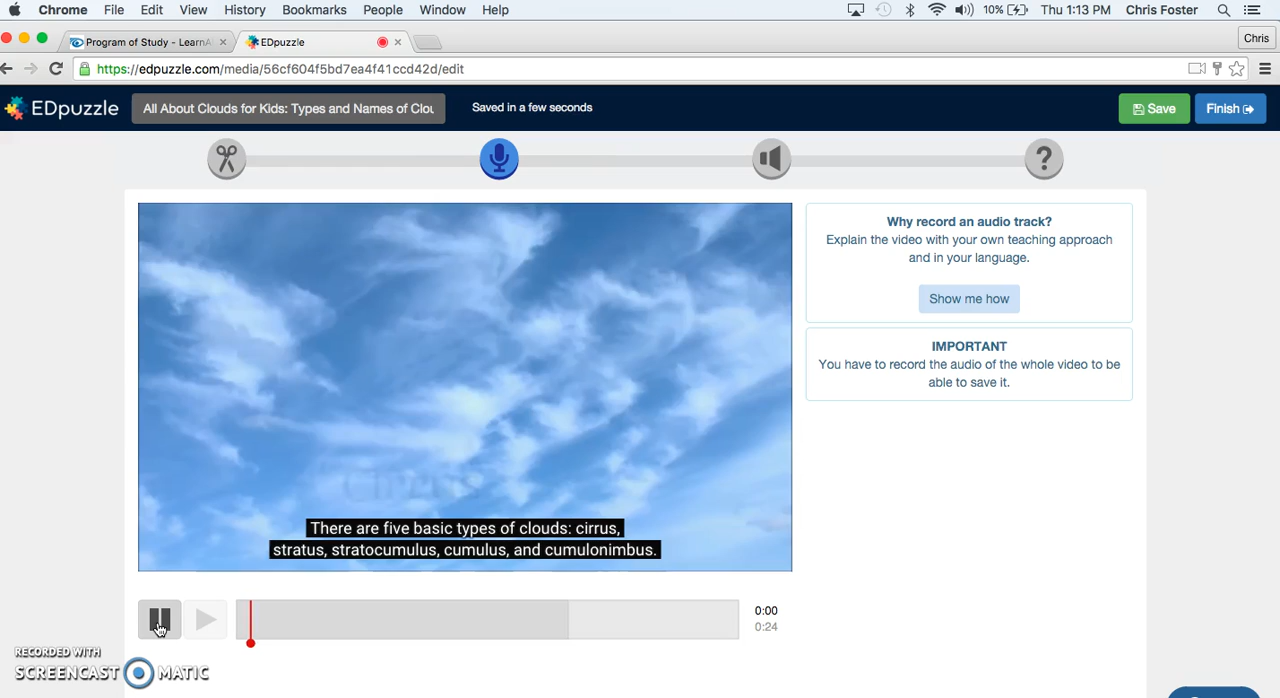 Chrome File Edit View History Bookmarks People Window Help 10% Thu 1:13 PM Chris Foster
Program of Study - LearnA × EDpuzzle × Chris
https://edpuzzle.com/media/56cf604f5bd7ea4f41ccd42d/edit
EDpuzzle All About Clouds for Kids: Types and Names of Clou Saved in a few seconds Save Finish
?
Why record an audio track?
Explain the video with your own teaching approach
and in your language.
Show me how
IMPORTANT
You have to record the audio of the whole video to be
able to save it.
Cirrus
There are five basic types of clouds: cirrus,
stratus, stratocumulus, cumulus, and cumulonimbus.
0:00
0:24
RECORDED WITH
SCREENCAST MATIC